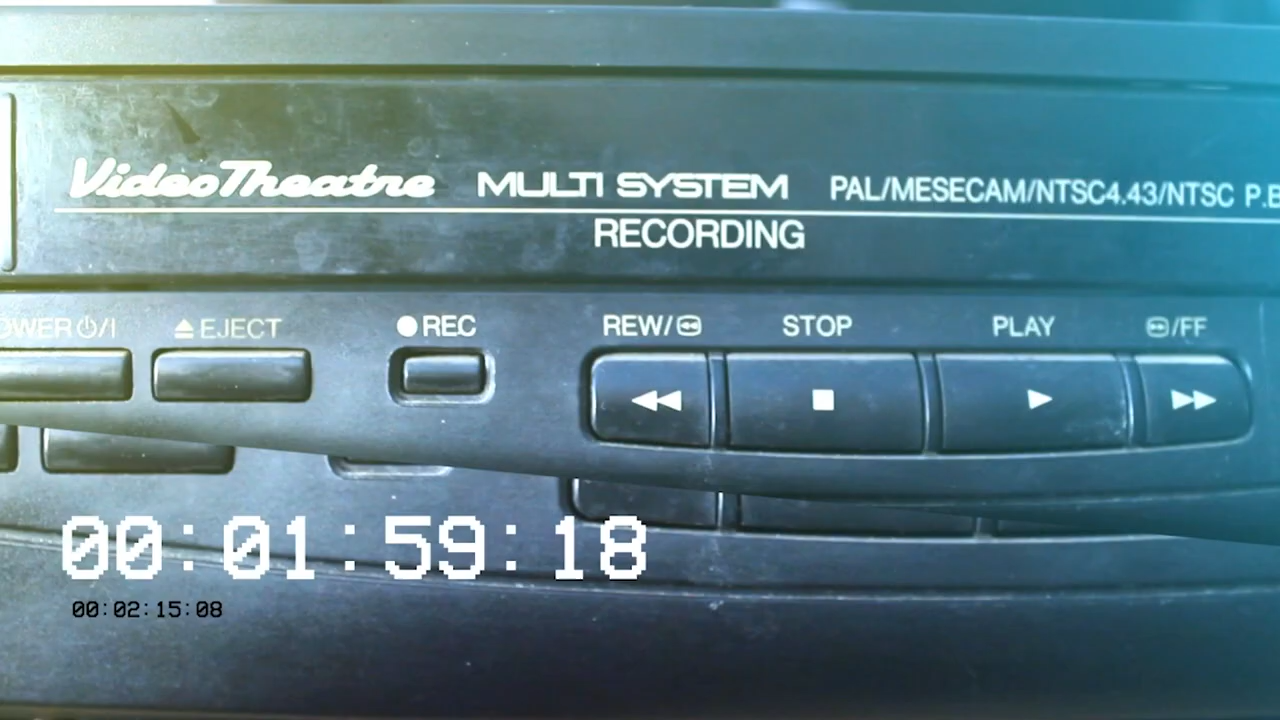 VideoTheatre MULTI SYSTEM PAL/MESECAM/NTSC4.43/NTSC
RECORDING
EJECT REC REW/ STOP PLAY /FF
00:01:59:18
00:02:15:08